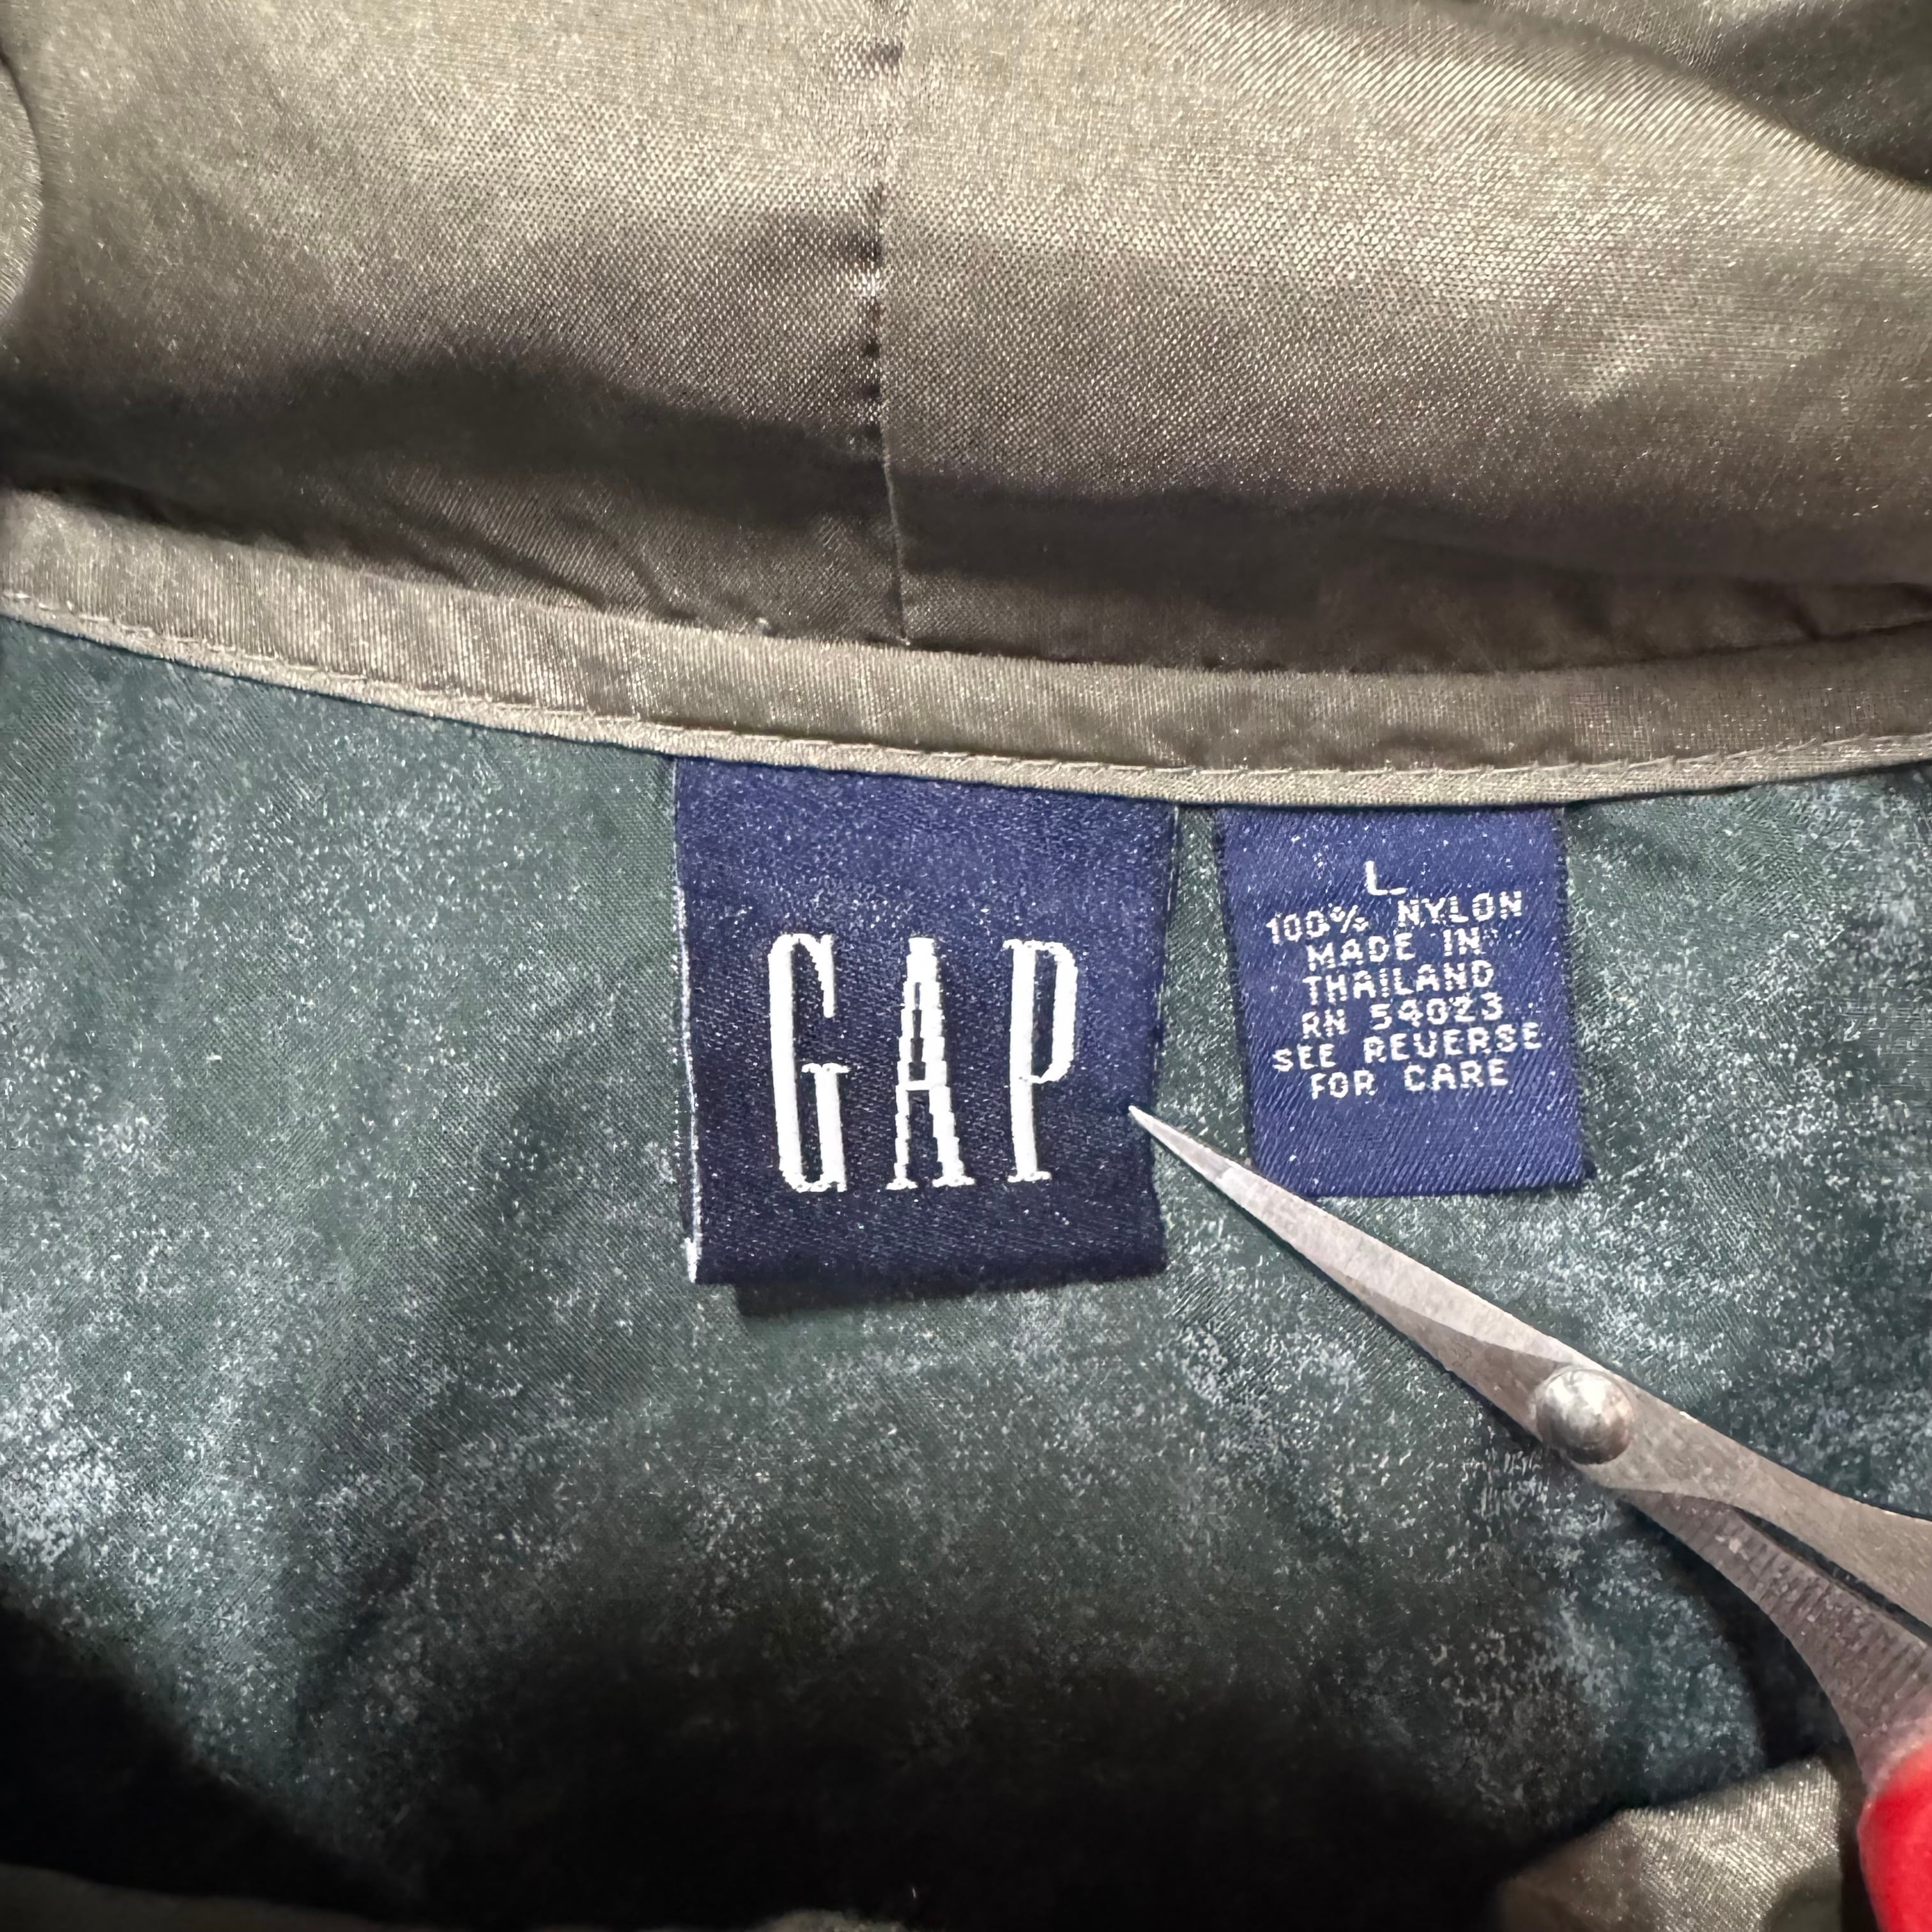 GAP
L
100% NYLON
MADE IN
THAILAND
RN 54023
SEE REVERSE
FOR CARE